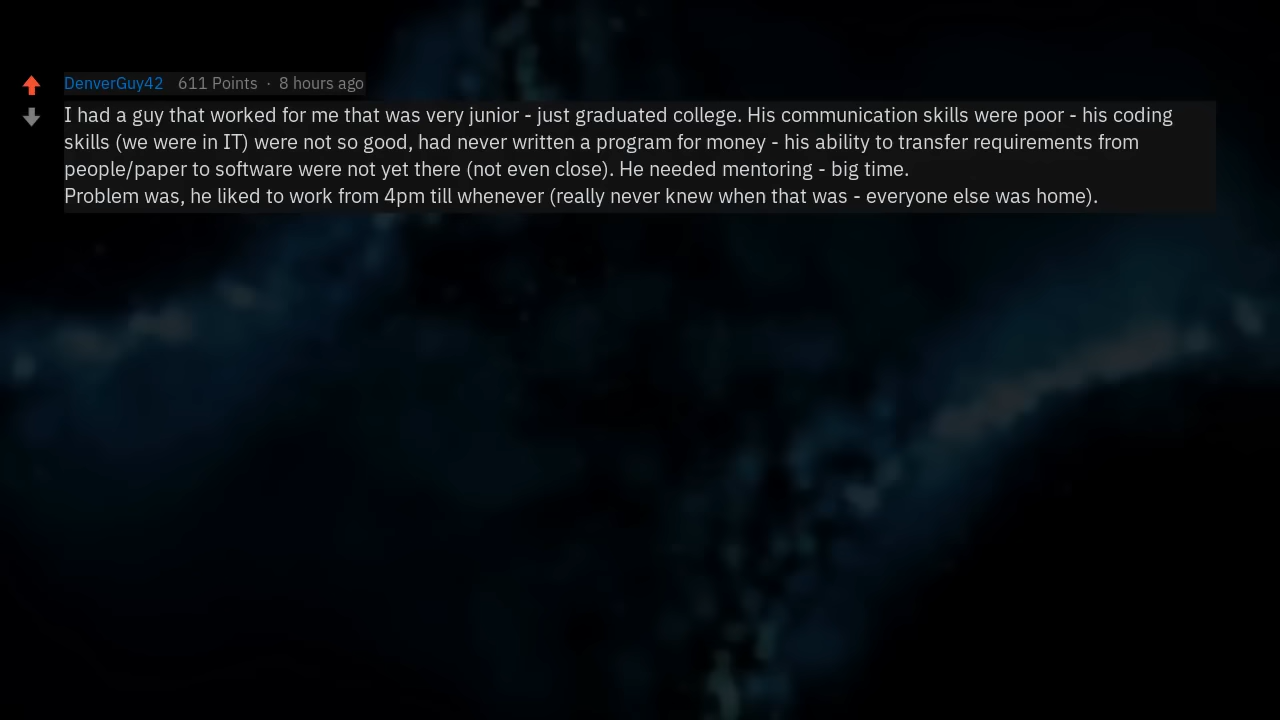 DenverGuy42 611 Points · 8 hours ago
I had a guy that worked for me that was very junior - just graduated college. His communication skills were poor - his coding
skills (we were in IT) were not so good, had never written a program for money - his ability to transfer requirements from
people/paper to software were not yet there (not even close). He needed mentoring - big time.
Problem was, he liked to work from 4pm till whenever (really never knew when that was - everyone else was home).